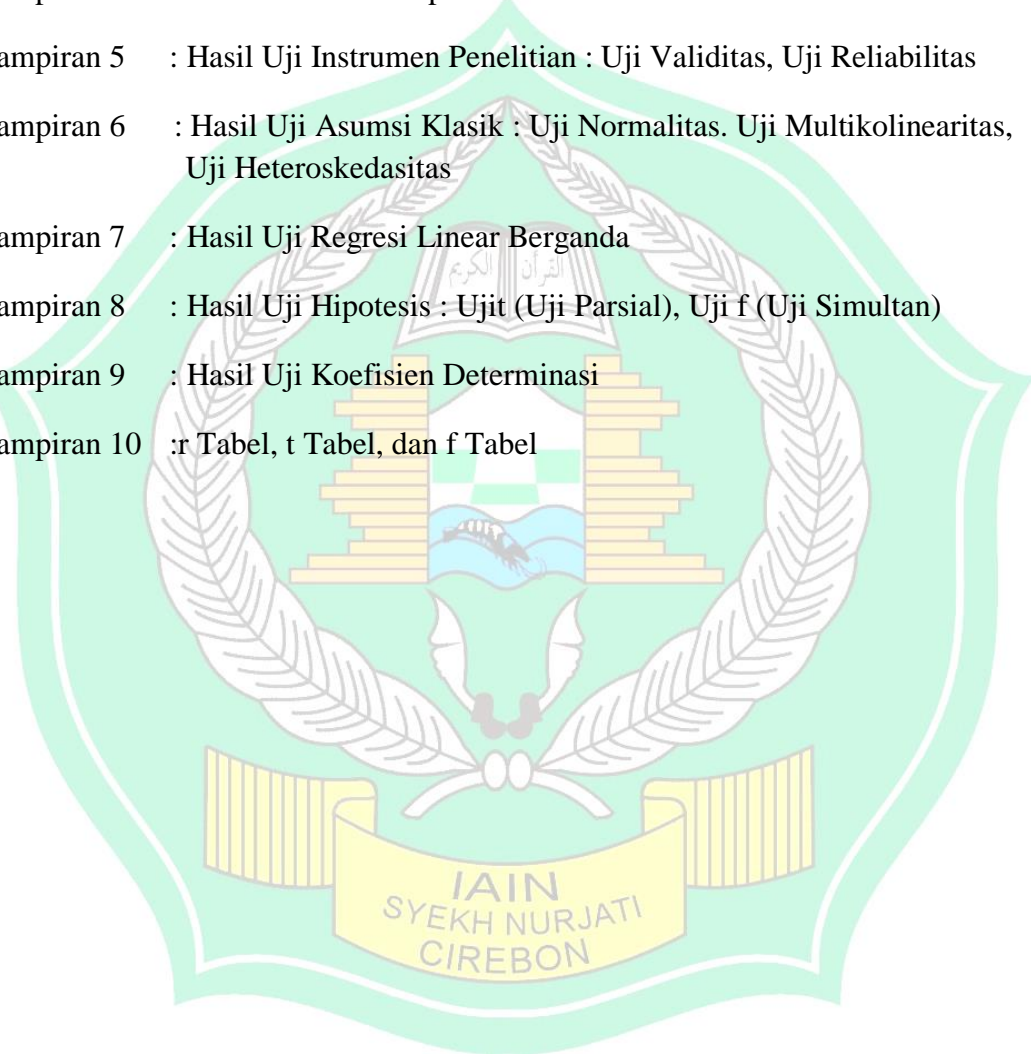 ampiran 5 : Hasil Uji Instrumen Penelitian : Uji Validitas, Uji Reliabilitas
ampiran 6 : Hasil Uji Asumsi Klasik : Uji Normalitas. Uji Multikolinearitas,
Uji Heteroskedasitas
ampiran 7 : Hasil Uji Regresi Linear Berganda
القرآن الكريم
ampiran 8 : Hasil Uji Hipotesis : Ujit (Uji Parsial), Uji f (Uji Simultan)
ampiran 9 : Hasil Uji Koefisien Determinasi
ampiran 10 :r Tabel, t Tabel, dan f Tabel
IAIN
SYEKH NURJATI
CIREBON